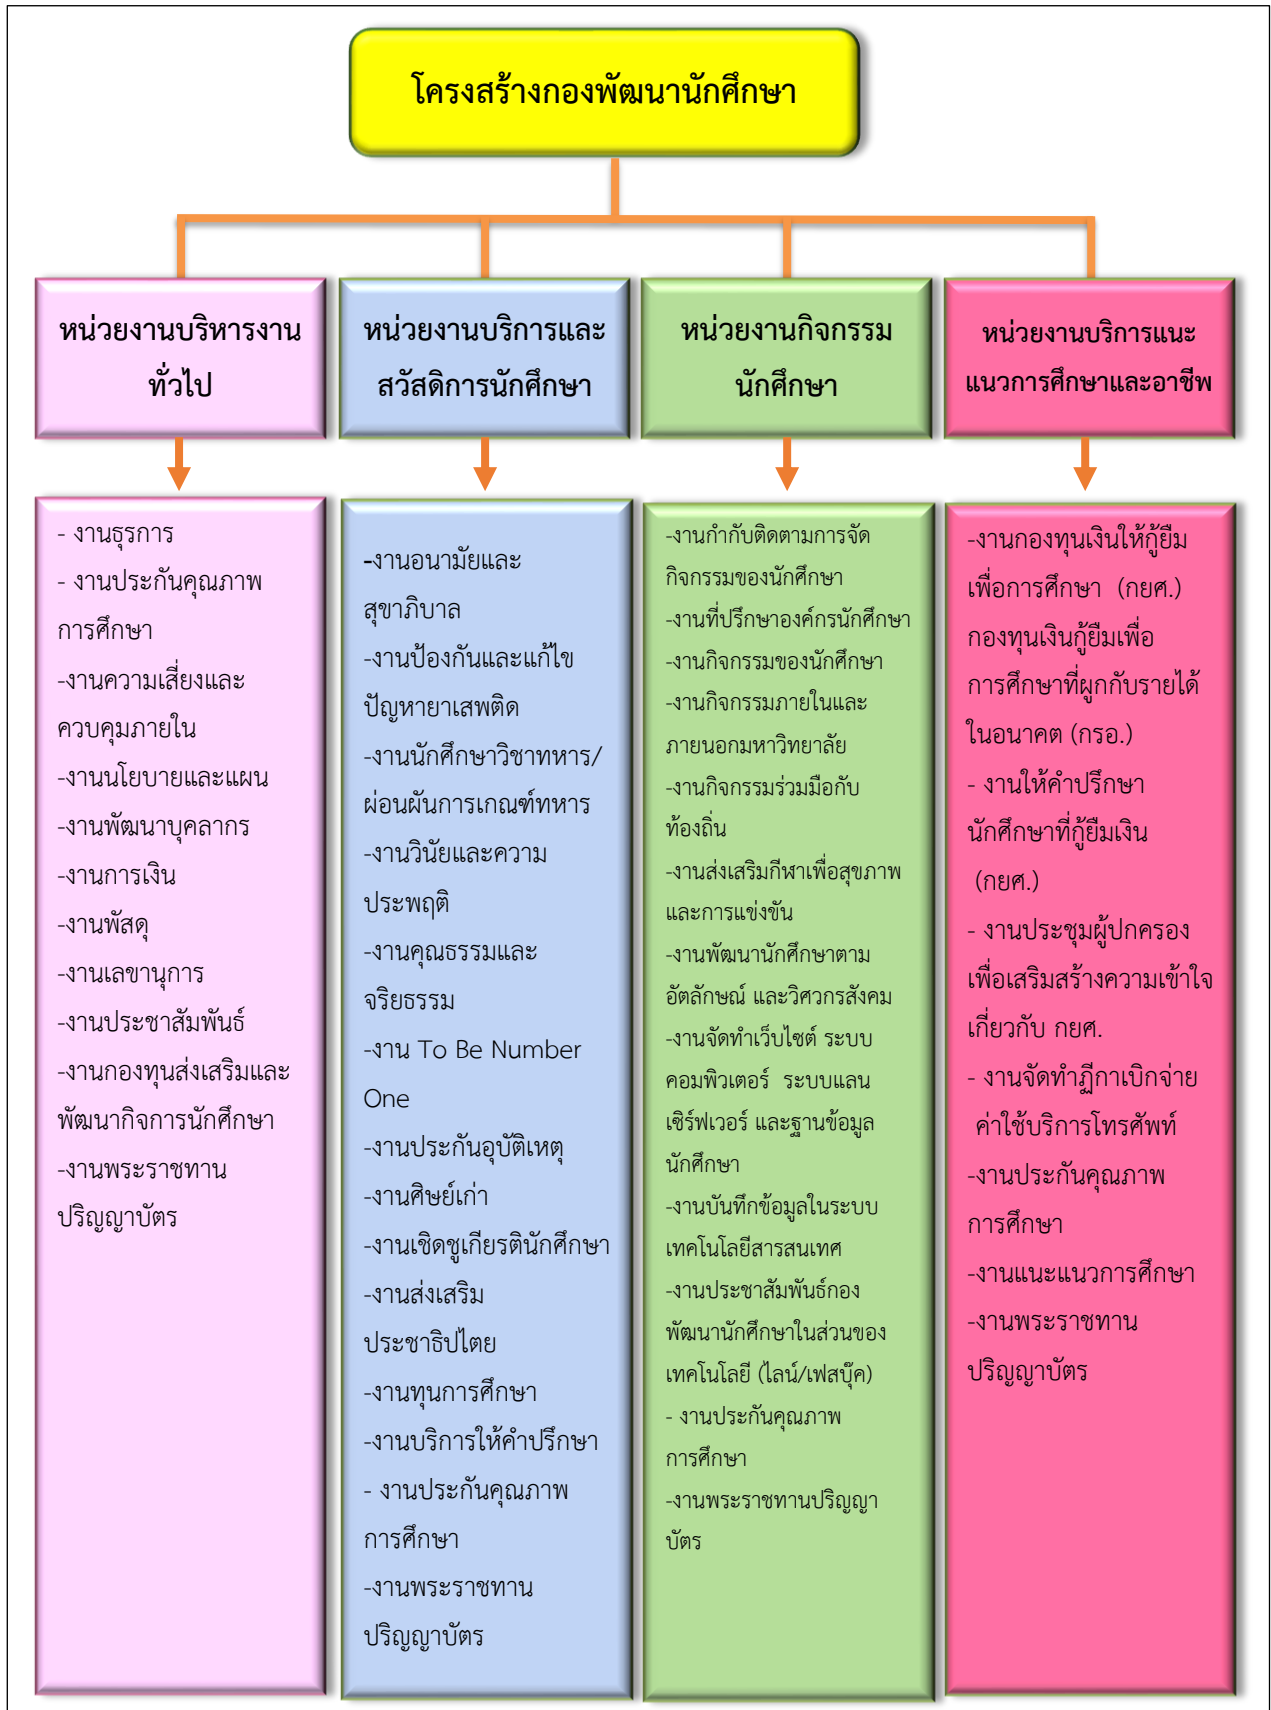 โครงสร้างกองพัฒนานักศึกษา
หน่วยงานบริหารงาน
ทั่วไป
หน่วยงานบริการและ
สวัสดิการนักศึกษา
หน่วยงานกิจกรรม
นักศึกษา
หน่วยงานบริการแนะ
แนวการศึกษาและอาชีพ
- งานธุรการ
- งานประกันคุณภาพ
การศึกษา
-งานความเสี่ยงและ
ควบคุมภายใน
-งานนโยบายและแผน
-งานพัฒนาบุคลากร
-งานการเงิน
-งานพัสดุ
-งานเลขานุการ
-งานประชาสัมพันธ์
-งานกองทุนส่งเสริมและ
พัฒนากิจการนักศึกษา
-งานพระราชทาน
ปริญญาบัตร
-งานอนามัยและ
สุขาภิบาล
-งานป้องกันและแก้ไข
ปัญหายาเสพติด
-งานนักศึกษาวิชาทหาร/
ผ่อนผันการเกณฑ์ทหาร
-งานวินัยและความ
ประพฤติ
-งานคุณธรรมและ
จริยธรรม
-งาน To Be Number
One
-งานประกันอุบัติเหตุ
-งานศิษย์เก่า
-งานเชิดชูเกียรตินักศึกษา
-งานส่งเสริม
ประชาธิปไตย
-งานทุนการศึกษา
-งานบริการให้คำปรึกษา
- งานประกันคุณภาพ
การศึกษา
-งานพระราชทาน
ปริญญาบัตร
-งานกำกับติดตามการจัด
กิจกรรมของนักศึกษา
-งานที่ปรึกษาองค์กรนักศึกษา
-งานกิจกรรมของนักศึกษา
-งานกิจกรรมภายในและ
ภายนอกมหาวิทยาลัย
-งานกิจกรรมร่วมมือกับ
ท้องถิ่น
-งานส่งเสริมกีฬาเพื่อสุขภาพ
และการแข่งขัน
-งานพัฒนานักศึกษาตาม
อัตลักษณ์ และวิศวกรสังคม
-งานจัดทำเว็บไซต์ ระบบ
คอมพิวเตอร์ ระบบแลน
เซิร์ฟเวอร์ และฐานข้อมูล
นักศึกษา
-งานบันทึกข้อมูลในระบบ
เทคโนโลยีสารสนเทศ
-งานประชาสัมพันธ์กอง
พัฒนานักศึกษาในส่วนของ
เทคโนโลยี (ไลน์/เฟสบุ๊ค)
- งานประกันคุณภาพ
การศึกษา
-งานพระราชทานปริญญา
บัตร
-งานกองทุนเงินให้กู้ยืม
เพื่อการศึกษา (กยศ.)
กองทุนเงินกู้ยืมเพื่อ
การศึกษาที่ผูกกับรายได้
ในอนาคต (กรอ.)
- งานให้คำปรึกษา
นักศึกษาที่กู้ยืมเงิน
(กยศ.)
- งานประชุมผู้ปกครอง
เพื่อเสริมสร้างความเข้าใจ
เกี่ยวกับ กยศ.
- งานจัดทำฏีกาเบิกจ่าย
ค่าใช้บริการโทรศัพท์
-งานประกันคุณภาพ
การศึกษา
-งานแนะแนวการศึกษา
-งานพระราชทาน
ปริญญาบัตร